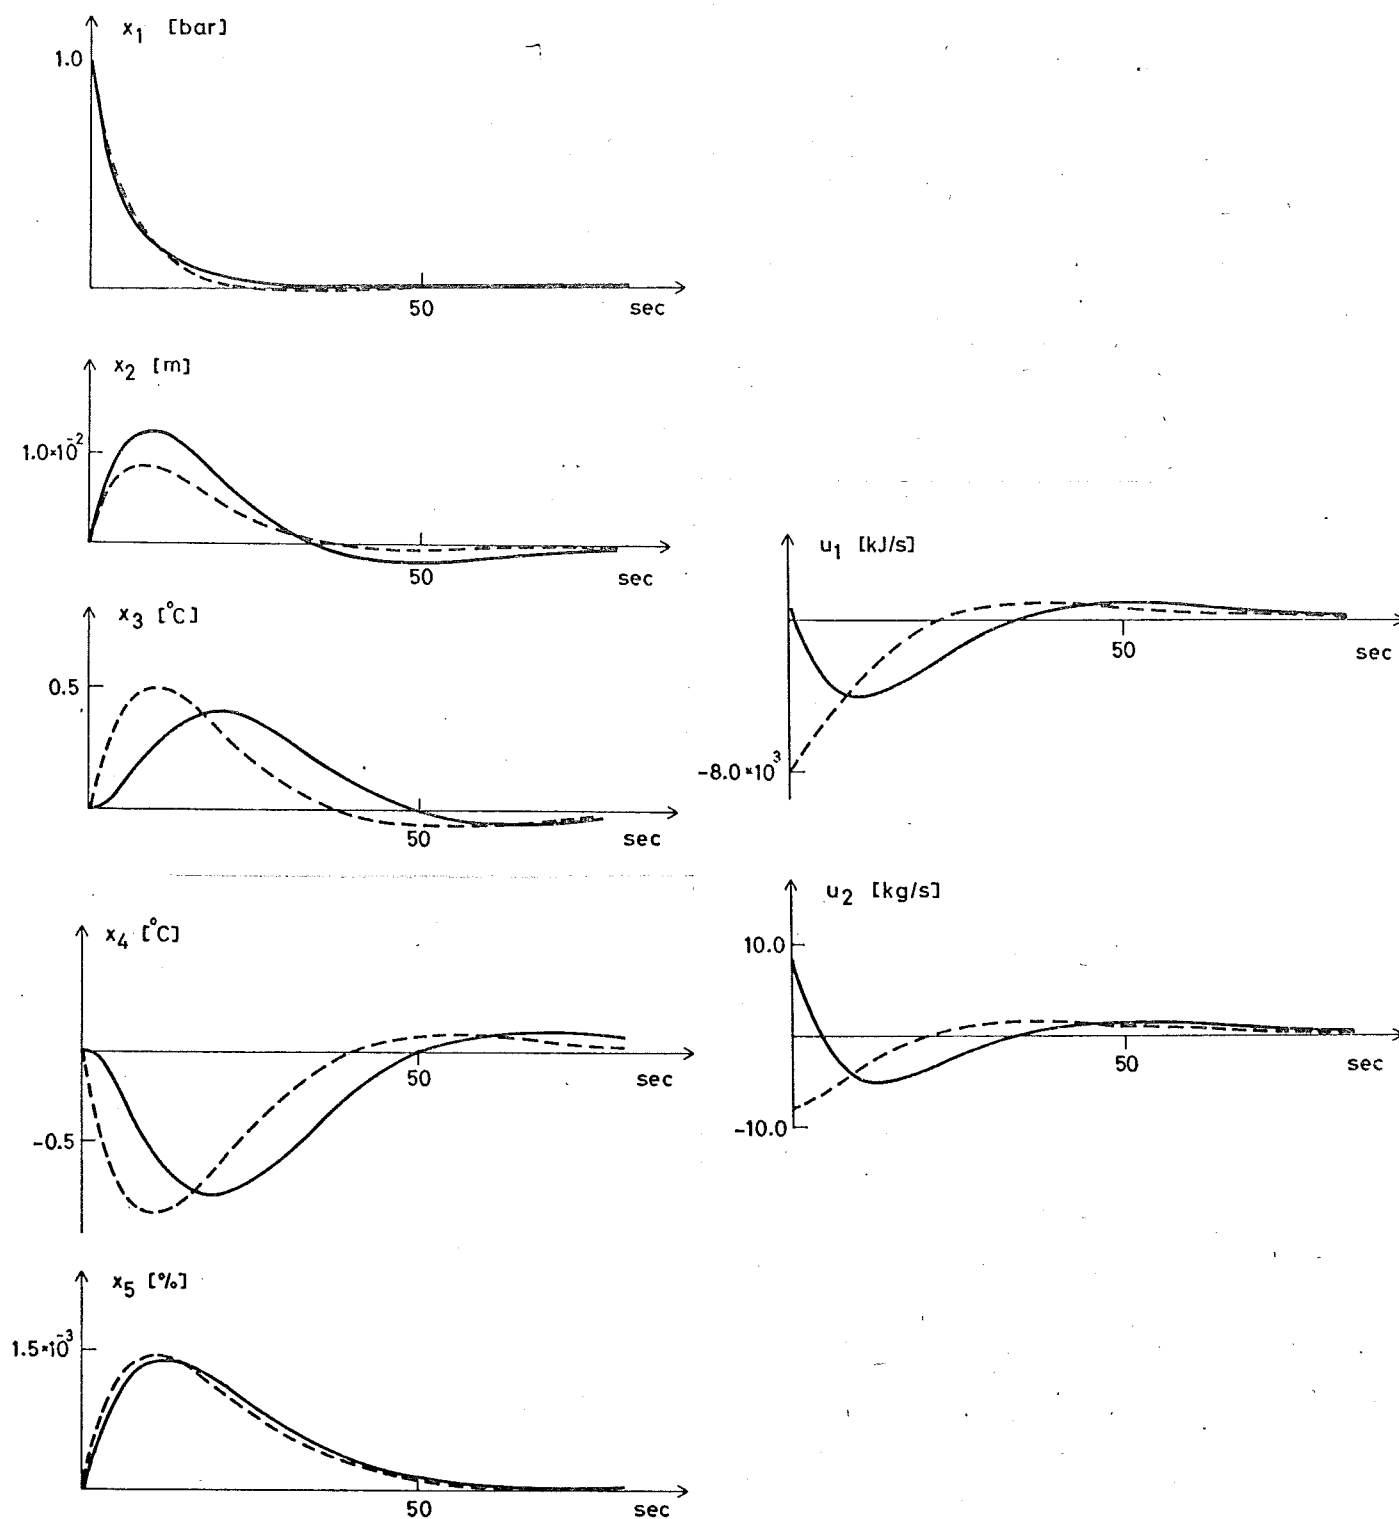 x₁ [bar]
1.0
50
sec
x₂ [m]
1.0×10⁻²
50
sec
x₃ [°C]
0.5
50
sec
x₄ [°C]
-0.5
50
sec
x₅ [%]
1.5×10⁻³
50
sec
u₁ [kJ/s]
50
sec
-8.0×10³
u₂ [kg/s]
10.0
50
sec
-10.0